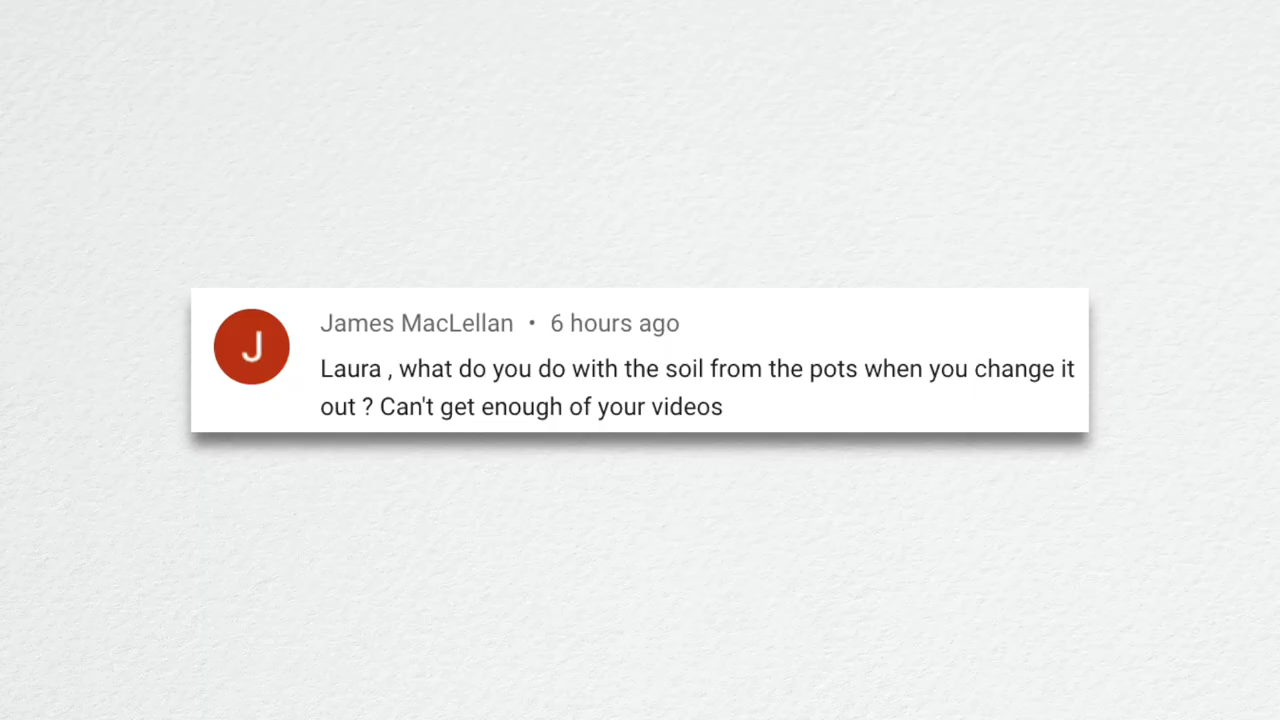 J
James MacLellan • 6 hours ago
Laura , what do you do with the soil from the pots when you change it
out ? Can't get enough of your videos